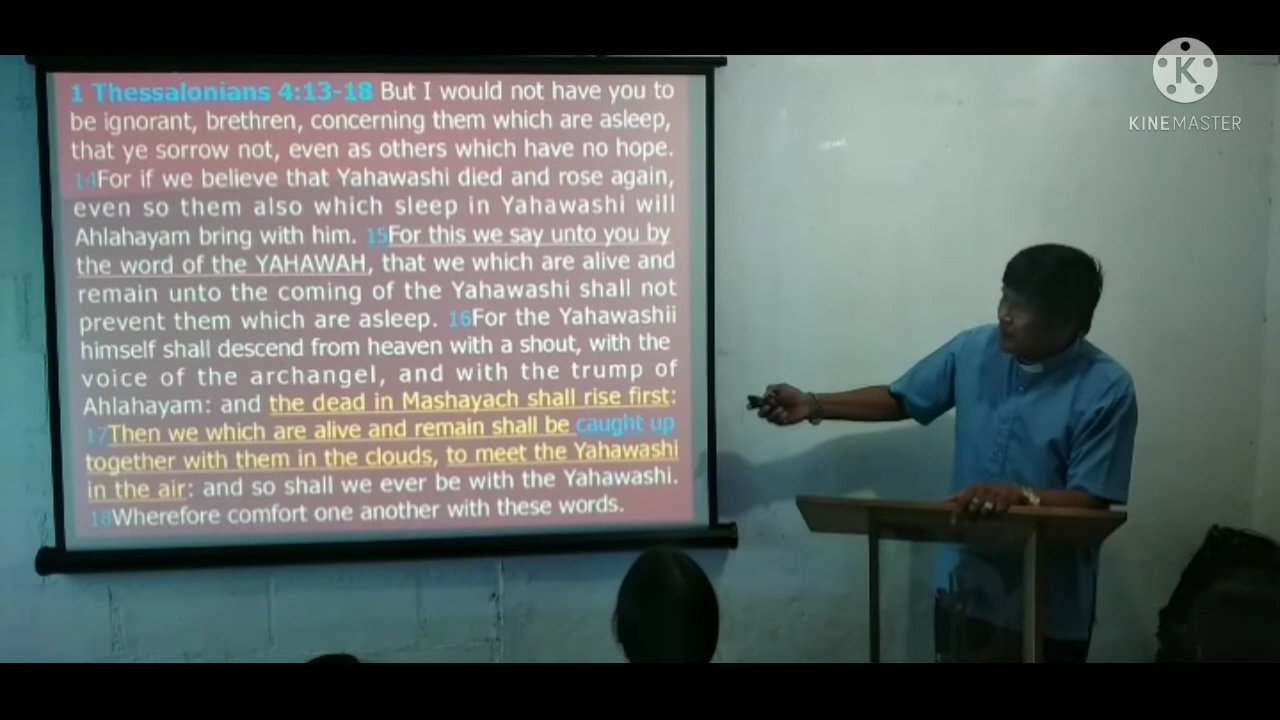 1 Thessalonians 4:13-18 But I would not have you to
be ignorant, brethren, concerning them which are asleep,
that ye sorrow not, even as others which have no hope.
14For if we believe that Yahawashi died and rose again,
even so them also which sleep in Yahawashi will
Ahlahayam bring with him. 15For this we say unto you by
the word of the YAHAWAH, that we which are alive and
remain unto the coming of the Yahawashi shall not
prevent them which are asleep. 16For the Yahawashii
himself shall descend from heaven with a shout, with the
voice of the archangel, and with the trump of
Ahlahayam: and the dead in Mashayach shall rise first:
17Then we which are alive and remain shall be caught up
together with them in the clouds, to meet the Yahawashi
in the air: and so shall we ever be with the Yahawashi.
18Wherefore comfort one another with these words.
K
KINEMASTER